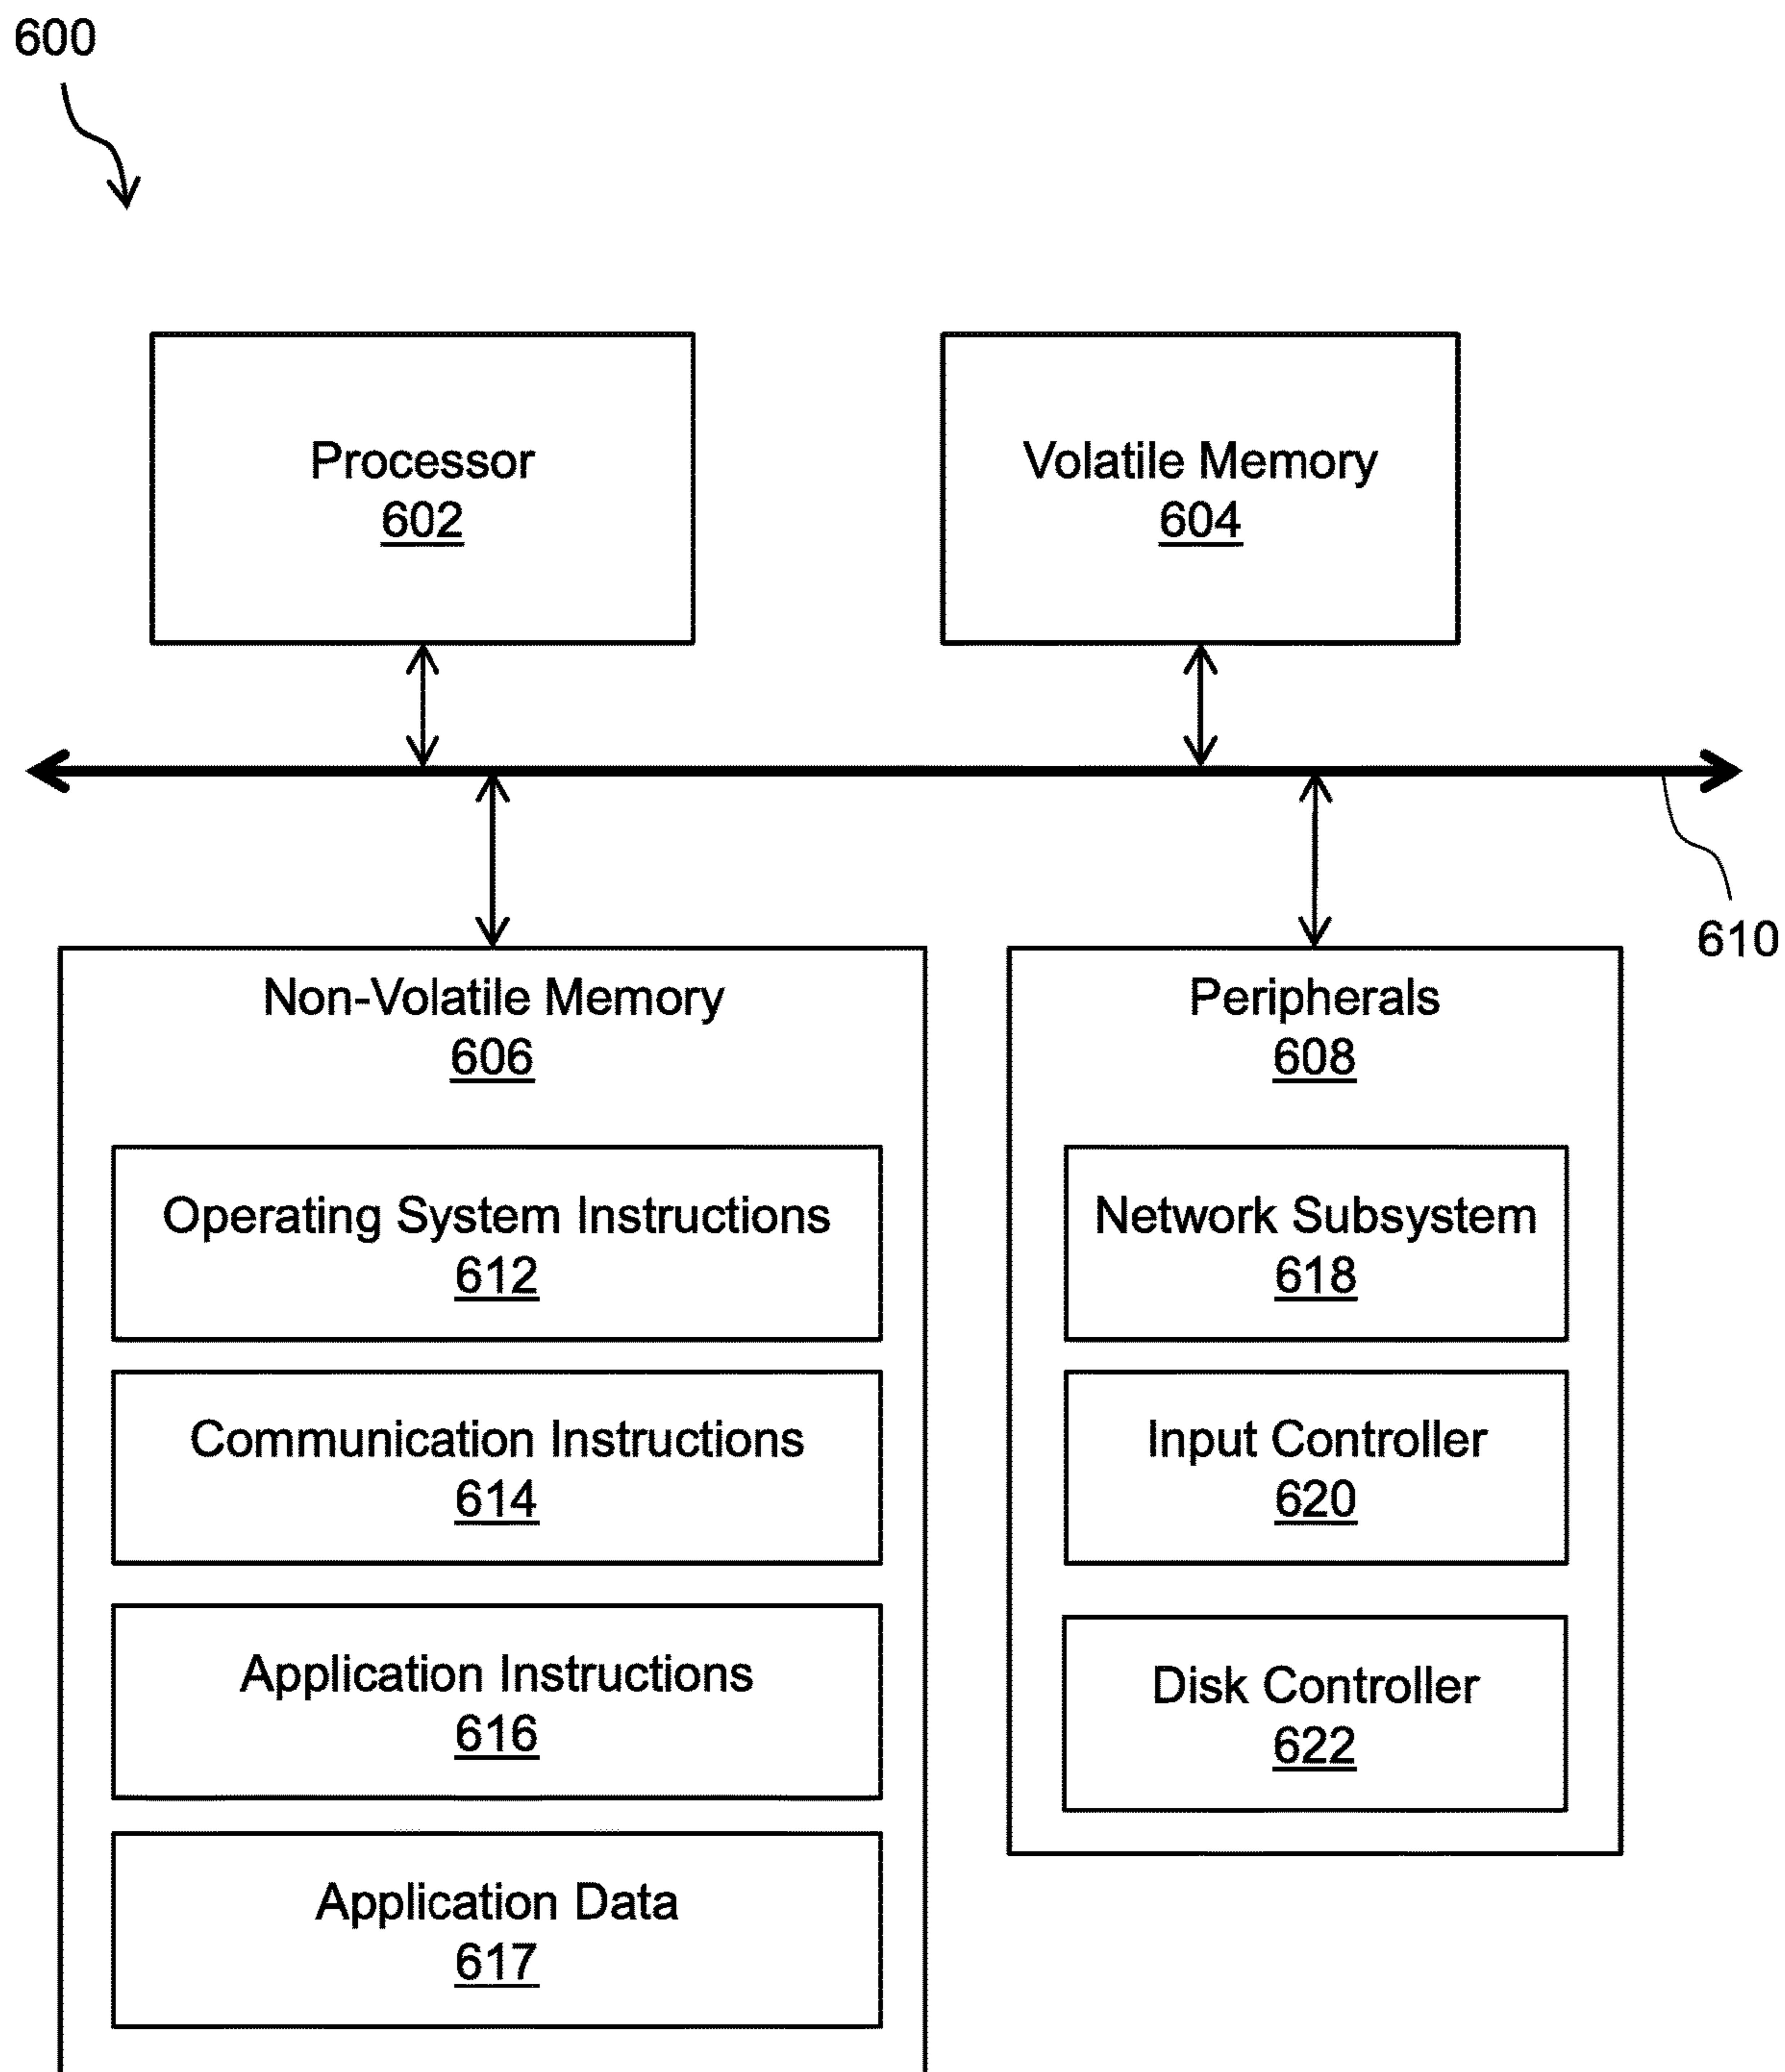 600
Processor
602
Volatile Memory
604
610
Non-Volatile Memory
606
Operating System Instructions
612
Communication Instructions
614
Application Instructions
616
Application Data
617
Peripherals
608
Network Subsystem
618
Input Controller
620
Disk Controller
622